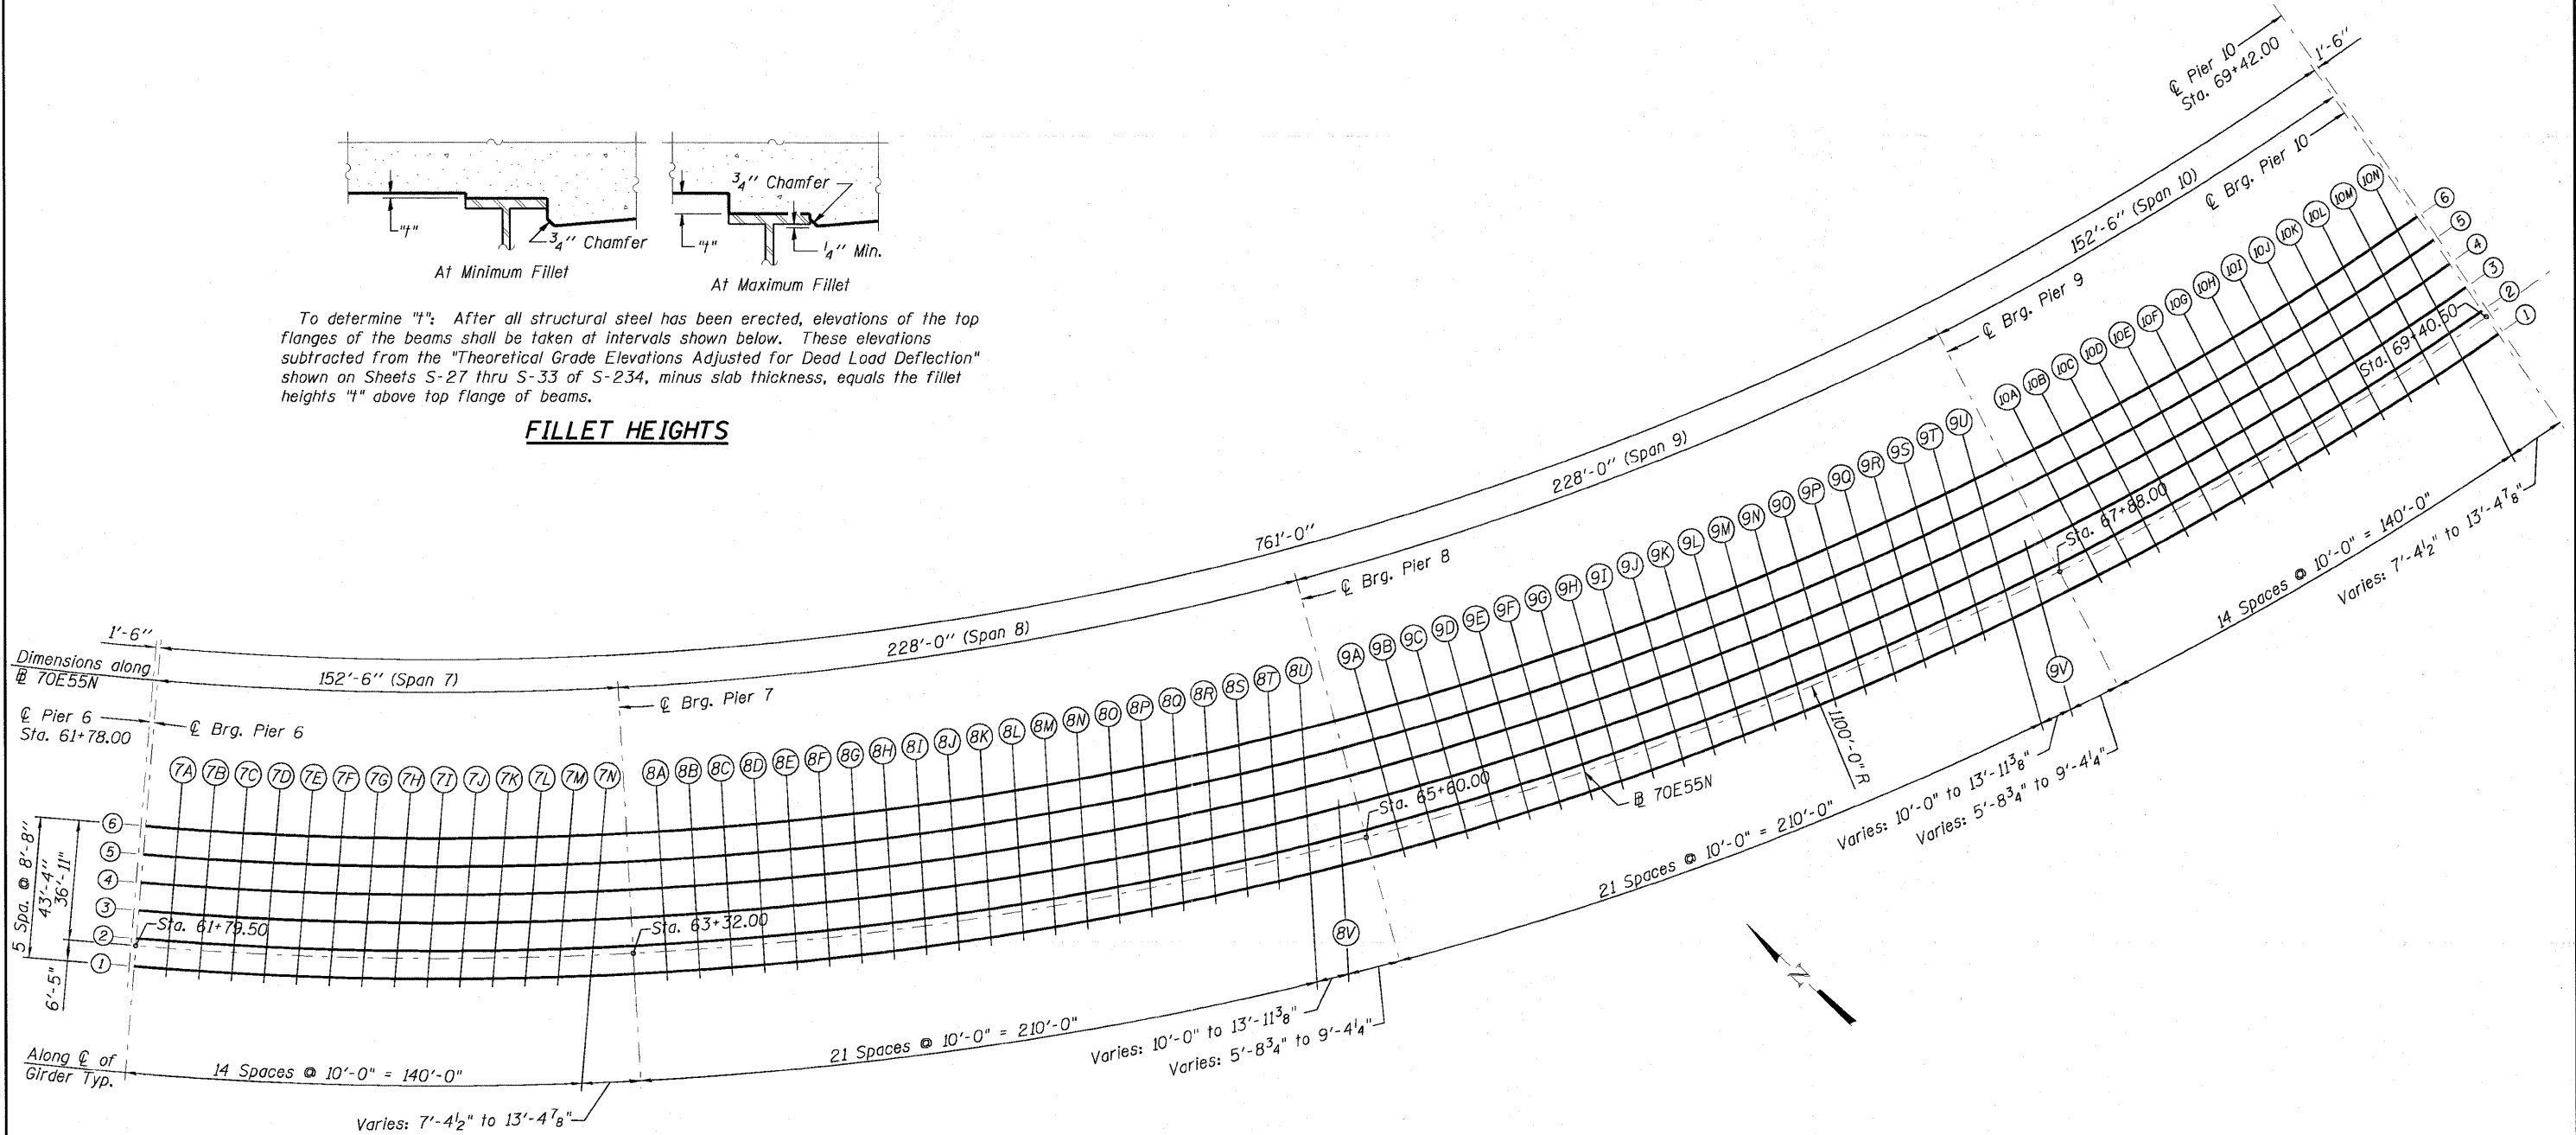 ℄ Pier 10
Sta. 69+42.00
1'-6"
3/4" Chamfer
"t"
3/4" Chamfer
"t"
1/4" Min.
At Minimum Fillet
At Maximum Fillet
To determine "t": After all structural steel has been erected, elevations of the top
flanges of the beams shall be taken at intervals shown below. These elevations
subtracted from the "Theoretical Grade Elevations Adjusted for Dead Load Deflection"
shown on Sheets S-27 thru S-33 of S-234, minus slab thickness, equals the fillet
heights "t" above top flange of beams.
FILLET HEIGHTS
152'-6" (Span 10)
℄ Brg. Pier 10
℄ Brg. Pier 9
228'-0" (Span 9)
761'-0"
℄ Brg. Pier 8
228'-0" (Span 8)
1'-6"
Dimensions along
℔ 70E55N
152'-6" (Span 7)
℄ Brg. Pier 7
℄ Pier 6
Sta. 61+78.00
℄ Brg. Pier 6
7A 7B 7C 7D 7E 7F 7G 7H 7I 7J 7K 7L 7M 7N
8A 8B 8C 8D 8E 8F 8G 8H 8I 8J 8K 8L 8M 8N 8O 8P 8Q 8R 8S 8T 8U
9A 9B 9C 9D 9E 9F 9G 9H 9I 9J 9K 9L 9M 9N 9O 9P 9Q 9R 9S 9T 9U
10A 10B 10C 10D 10E 10F 10G 10H 10I 10J 10K 10L 10M 10N
6
5
4
3
2
1
6
5
4
3
2
1
5 Spa. @ 8'-8"
43'-4"
36'-11"
6'-5"
Sta. 61+79.50
Sta. 63+32.00
Sta. 65+60.00
Sta. 67+88.00
Sta. 69+40.50
℔ 70E55N
1100'-0" R
8V
9V
N
Along ℄ of
Girder Typ.
14 Spaces @ 10'-0" = 140'-0"
Varies: 7'-4 1/2" to 13'-4 7/8"
21 Spaces @ 10'-0" = 210'-0"
Varies: 10'-0" to 13'-11 3/8"
Varies: 5'-8 3/4" to 9'-4 1/4"
21 Spaces @ 10'-0" = 210'-0"
Varies: 10'-0" to 13'-11 3/8"
Varies: 5'-8 3/4" to 9'-4 1/4"
14 Spaces @ 10'-0" = 140'-0"
Varies: 7'-4 1/2" to 13'-4 7/8"